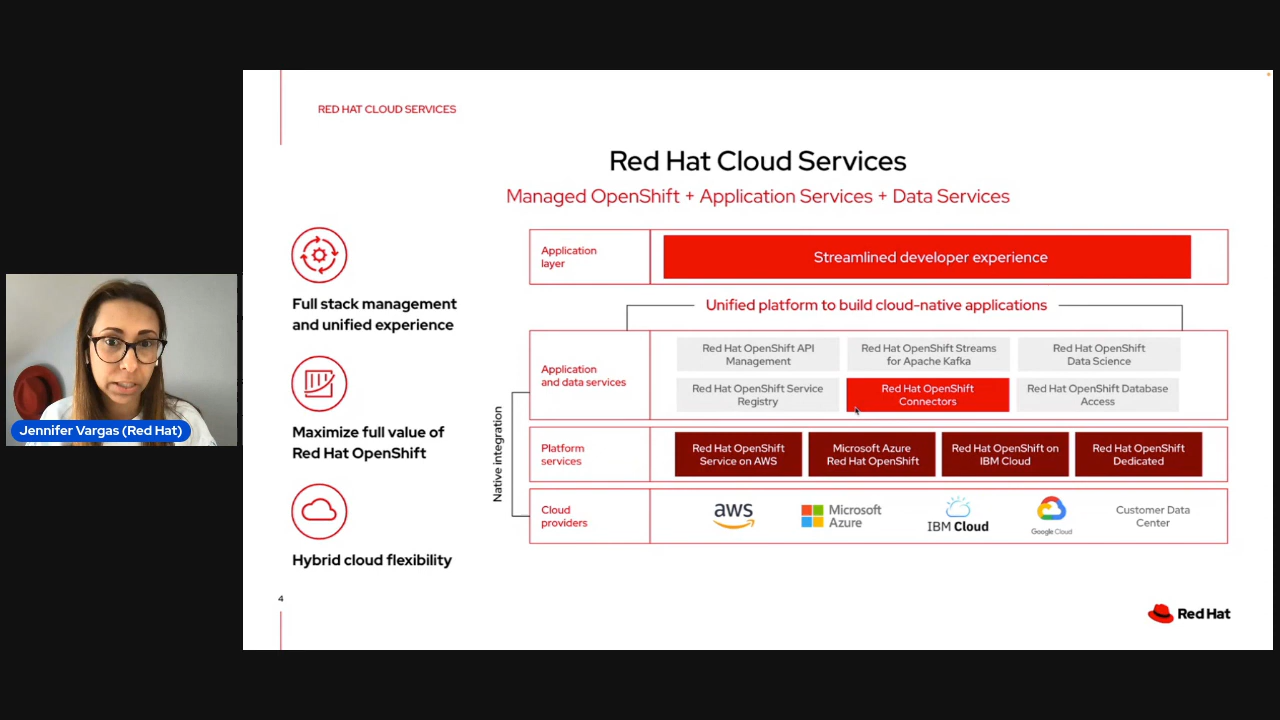 RED HAT CLOUD SERVICES
Red Hat Cloud Services
Managed OpenShift + Application Services + Data Services
Full stack management
and unified experience
Maximize full value of
Red Hat OpenShift
Hybrid cloud flexibility
Application
layer
Streamlined developer experience
Unified platform to build cloud-native applications
Native integration
Application
and data services
Red Hat OpenShift API
Management
Red Hat OpenShift Streams
for Apache Kafka
Red Hat OpenShift
Data Science
Red Hat OpenShift Service
Registry
Red Hat OpenShift
Connectors
Red Hat OpenShift Database
Access
Platform
services
Red Hat OpenShift
Service on AWS
Microsoft Azure
Red Hat OpenShift
Red Hat OpenShift on
IBM Cloud
Red Hat OpenShift
Dedicated
Cloud
providers
aws
Microsoft
Azure
IBM Cloud
Google Cloud
Customer Data
Center
4
Red Hat
Jennifer Vargas (Red Hat)